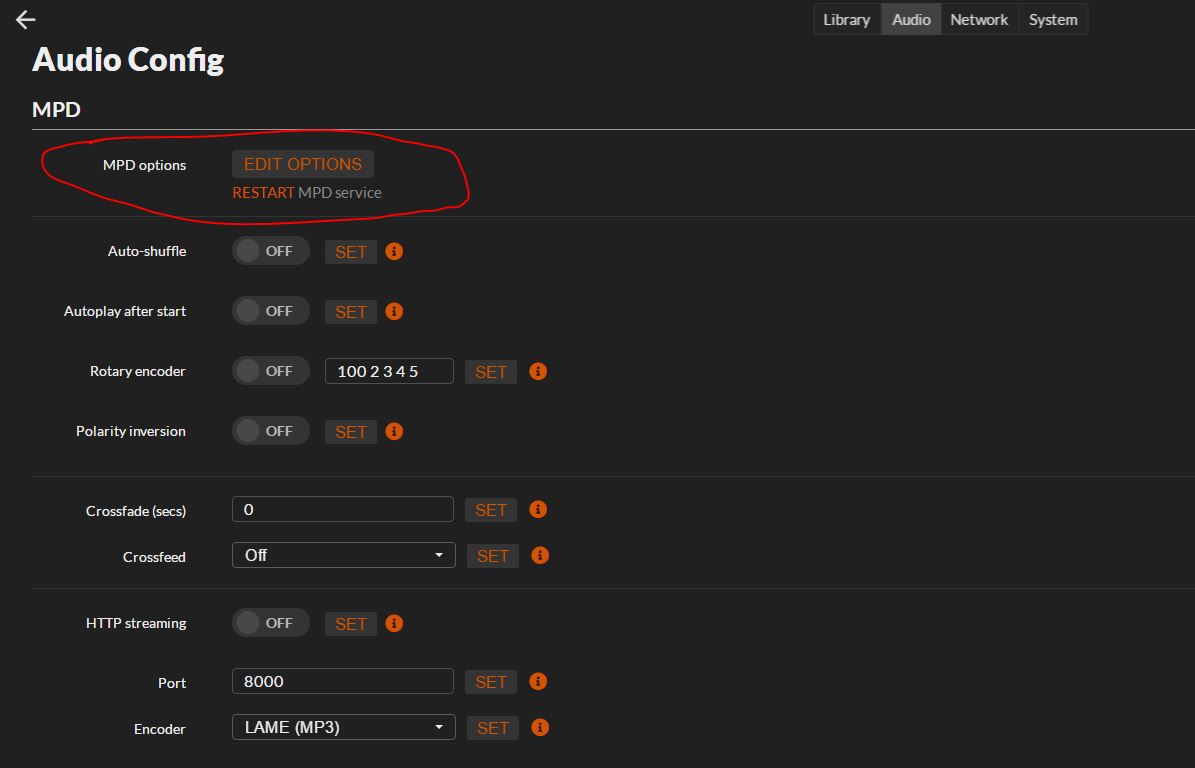 Library Audio Network System
Audio Config
MPD
MPD options EDIT OPTIONS
RESTART MPD service
Auto-shuffle OFF SET
Autoplay after start OFF SET
Rotary encoder OFF 100 2 3 4 5 SET
Polarity inversion OFF SET
Crossfade (secs) 0 SET
Crossfeed Off SET
HTTP streaming OFF SET
Port 8000 SET
Encoder LAME (MP3) SET